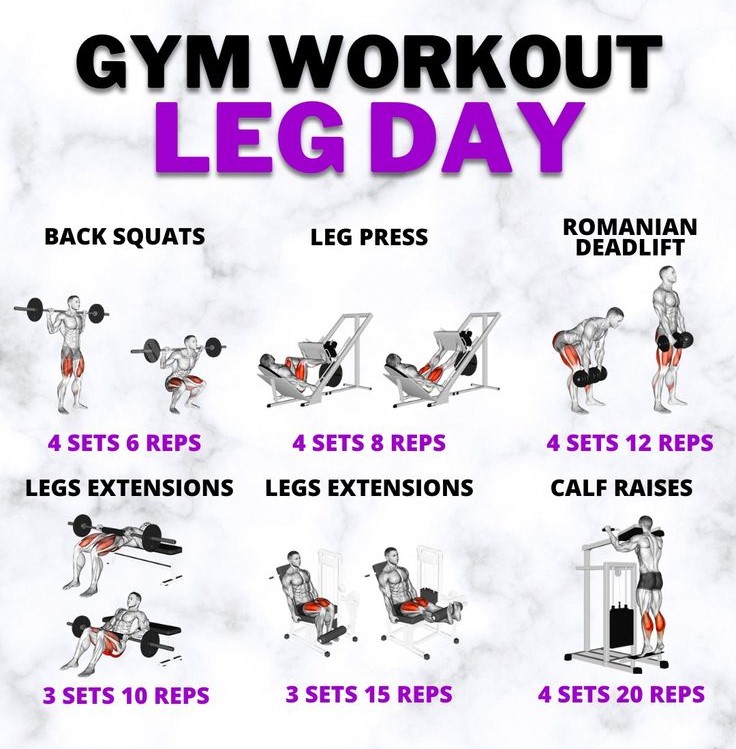 GYM WORKOUT
LEG DAY
BACK SQUATS
LEG PRESS
ROMANIAN
DEADLIFT
4 SETS 6 REPS
4 SETS 8 REPS
4 SETS 12 REPS
LEGS EXTENSIONS
LEGS EXTENSIONS
CALF RAISES
3 SETS 10 REPS
3 SETS 15 REPS
4 SETS 20 REPS